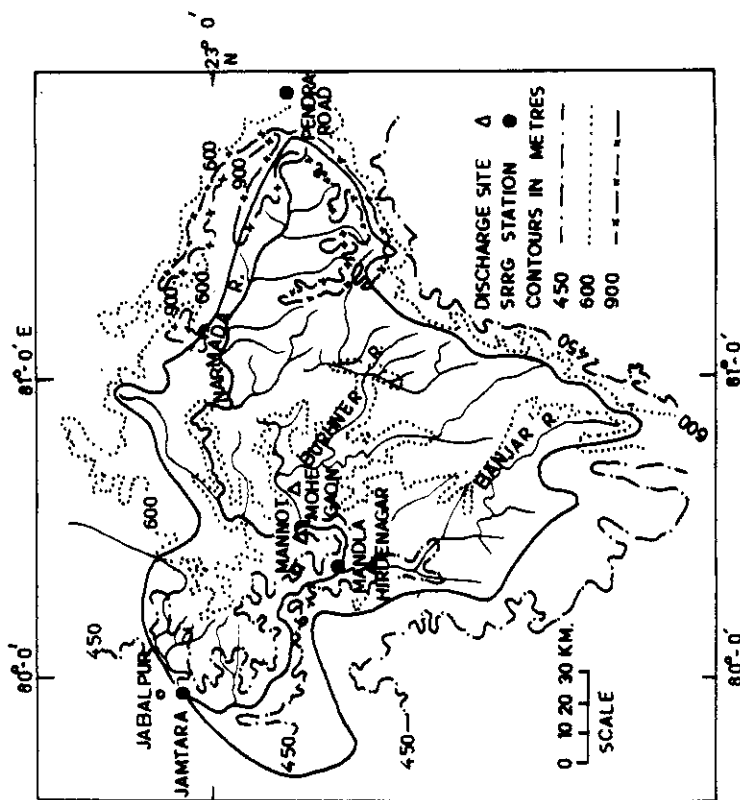 80°-0'
81°-0' E
23° 0'
N
JABALPUR
JAMTARA
450
600
600
900
900
600
NARMADA R.
PENDRA
ROAD
MANNOT
MOHE
GAON
BURHNER R.
MANDLA
HIRDENAGAR
BANJAR R.
450
450
450
600
DISCHARGE SITE
SRRG STATION
CONTOURS IN METRES
450
600
900
0 10 20 30 KM.
SCALE
80°-0'
81°-0'